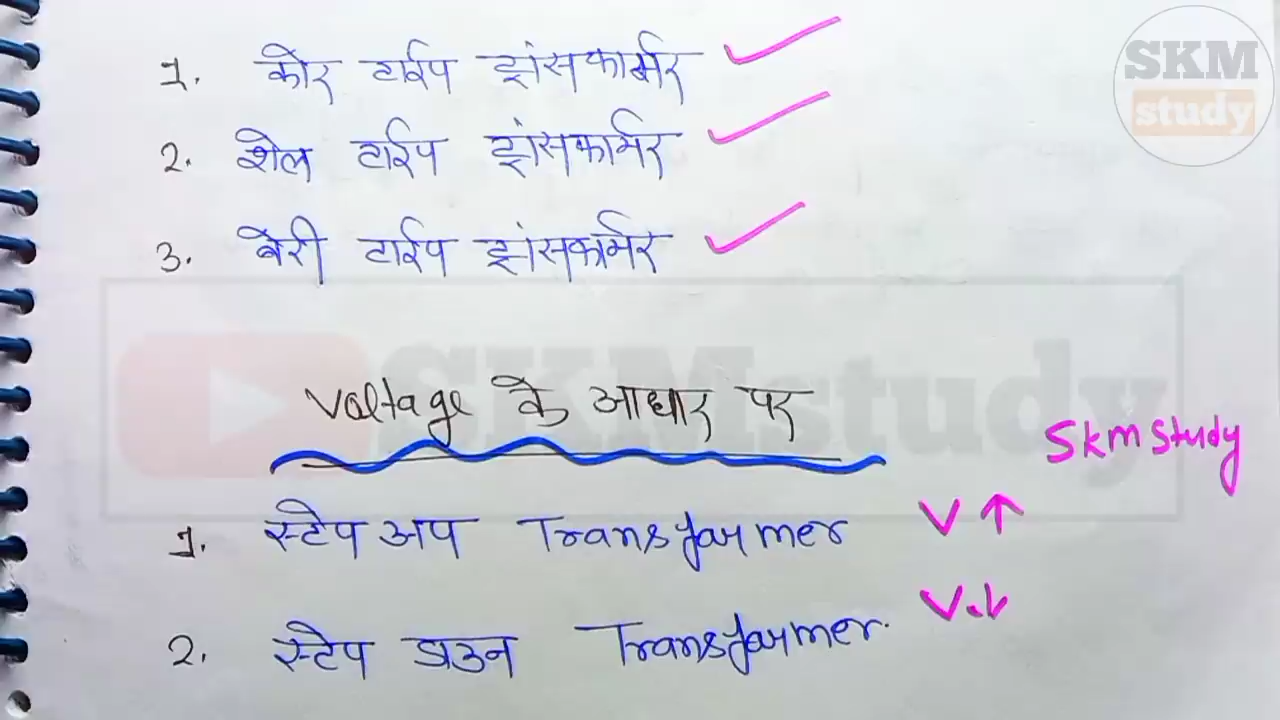 SKM
study
1. कोर टाईप ट्रांसफार्मर
2. शेल टाईप ट्रांसफार्मर
3. बेरी टाईप ट्रांसफार्मर
SKMstudy
Voltage के आधार पर
Skm Study
1. स्टेप अप Transformer V ↑
2. स्टेप डाउन Transformer. V ↓